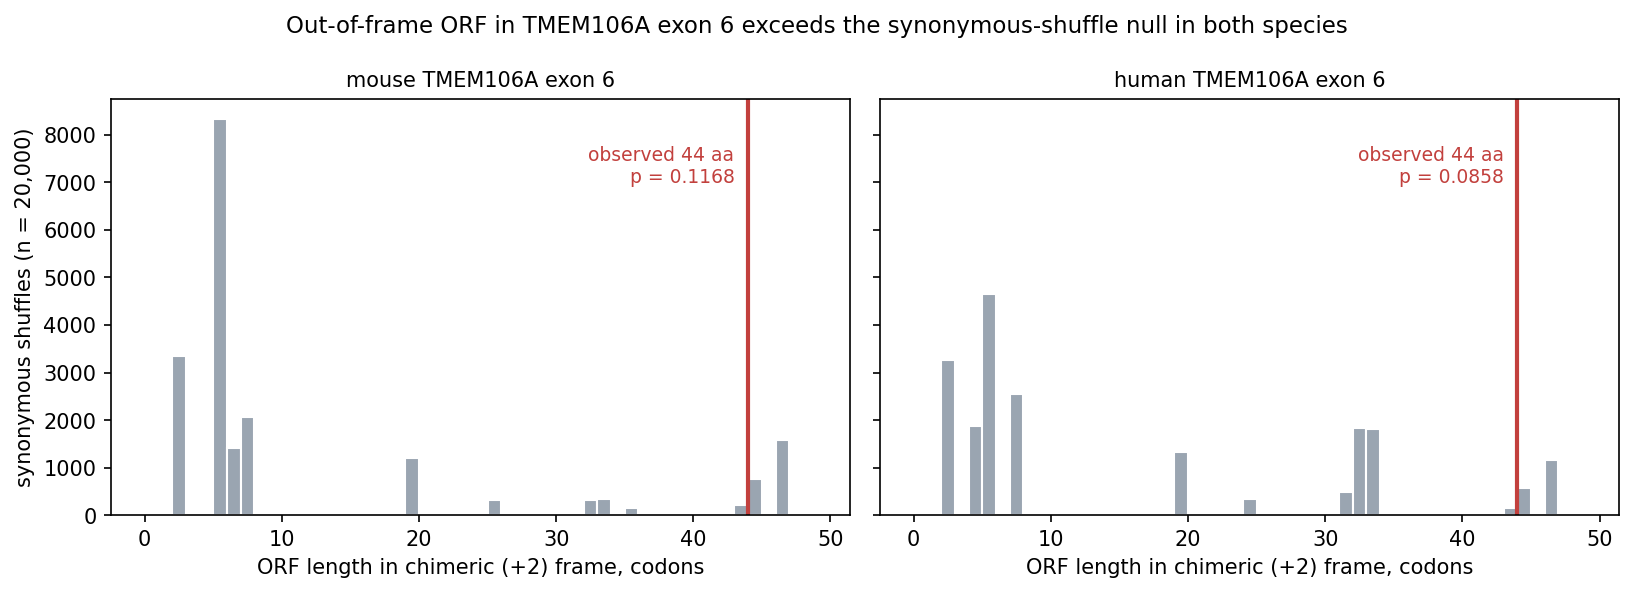 Out-of-frame ORF in TMEM106A exon 6 exceeds the synonymous-shuffle null in both species
mouse TMEM106A exon 6
human TMEM106A exon 6
synonymous shuffles (n = 20,000)
8000
7000
6000
5000
4000
3000
2000
1000
0
observed 44 aa
p = 0.1168
observed 44 aa
p = 0.0858
0 10 20 30 40 50
0 10 20 30 40 50
ORF length in chimeric (+2) frame, codons
ORF length in chimeric (+2) frame, codons